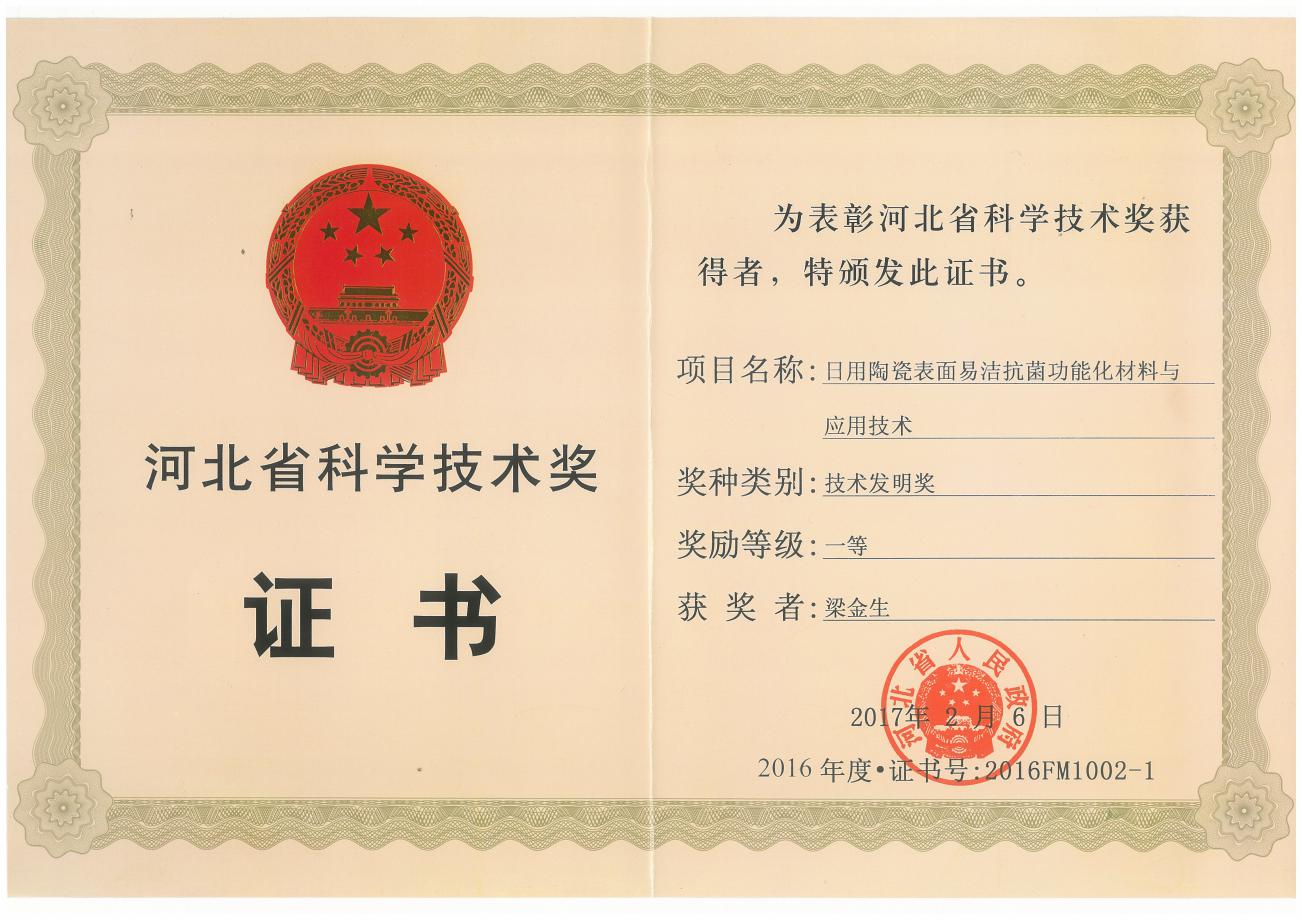 河北省科学技术奖
证 书
为表彰河北省科学技术奖获
得者，特颁发此证书。
项目名称:日用陶瓷表面易洁抗菌功能化材料与
应用技术
奖种类别:技术发明奖
奖励等级:一等
获 奖 者:梁金生
河北省人民政府
2017年 2 月 6 日
2016 年度•证书号:2016FM1002-1